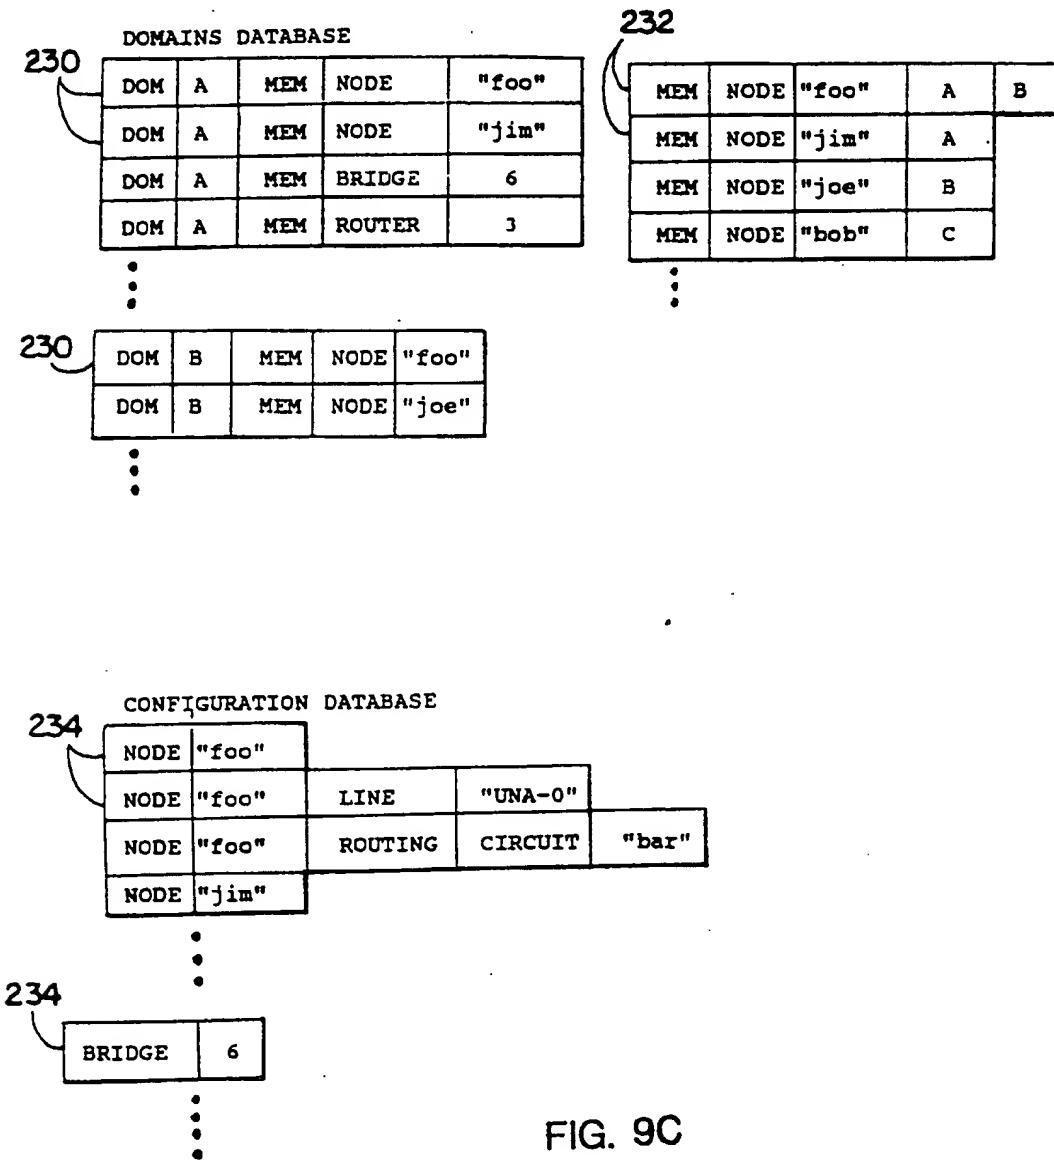 DOMAINS DATABASE
230
DOM A MEM NODE "foo"
DOM A MEM NODE "jim"
DOM A MEM BRIDGE 6
DOM A MEM ROUTER 3
232
MEM NODE "foo" A B
MEM NODE "jim" A
MEM NODE "joe" B
MEM NODE "bob" C
230
DOM B MEM NODE "foo"
DOM B MEM NODE "joe"
CONFIGURATION DATABASE
234
NODE "foo"
NODE "foo" LINE "UNA-0"
NODE "foo" ROUTING CIRCUIT "bar"
NODE "jim"
234
BRIDGE 6
FIG. 9C